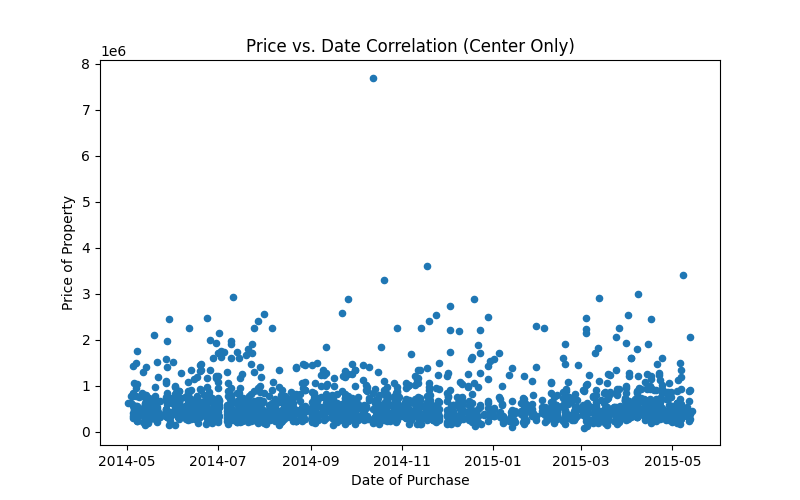 Price vs. Date Correlation (Center Only)
1e6
8
7
6
5
4
3
2
1
0
Price of Property
2014-05 2014-07 2014-09 2014-11 2015-01 2015-03 2015-05
Date of Purchase